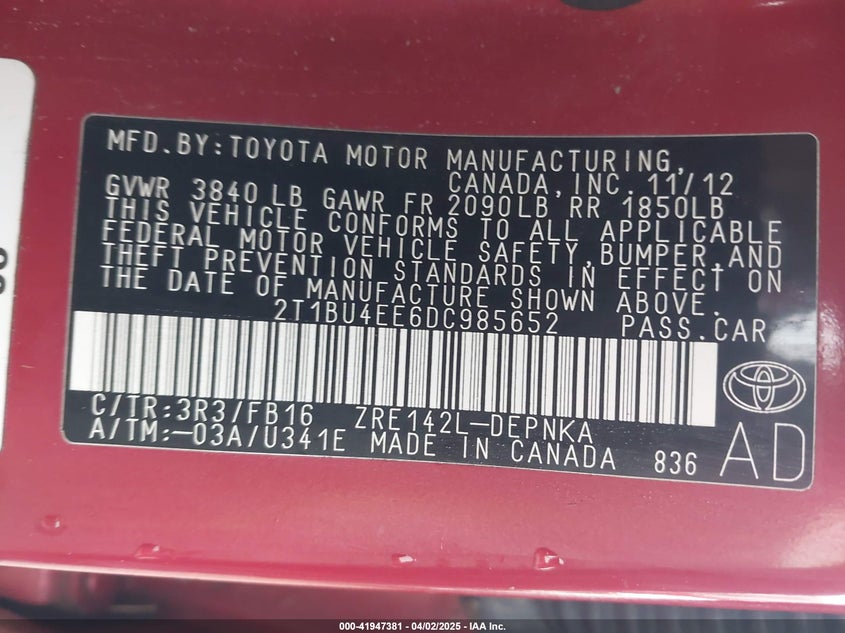 MFD.BY:TOYOTA MOTOR MANUFACTURING,
CANADA,INC. 11/12
GVWR 3840 LB GAWR FR 2090LB RR 1850LB
THIS VEHICLE CONFORMS TO ALL APPLICABLE
FEDERAL MOTOR VEHICLE SAFETY,BUMPER,AND
THEFT PREVENTION STANDARDS IN EFFECT ON
THE DATE OF MANUFACTURE SHOWN ABOVE.
2T1BU4EE6DC985652 PASS.CAR
C/TR:3R3/FB16 ZRE142L-DEPNKA
A/TM:-03A/U341E MADE IN CANADA 836 AD
000-41947381 | 04/02/2025 - IAA Inc.